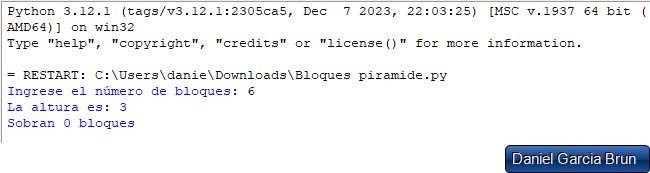 Python 3.12.1 (tags/v3.12.1:2305ca5, Dec  7 2023, 22:03:25) [MSC v.1937 64 bit (
AMD64)] on win32
Type "help", "copyright", "credits" or "license()" for more information.
= RESTART: C:\Users\danie\Downloads\Bloques piramide.py
Ingrese el número de bloques: 6
La altura es: 3
Sobran 0 bloques
Daniel García Brun